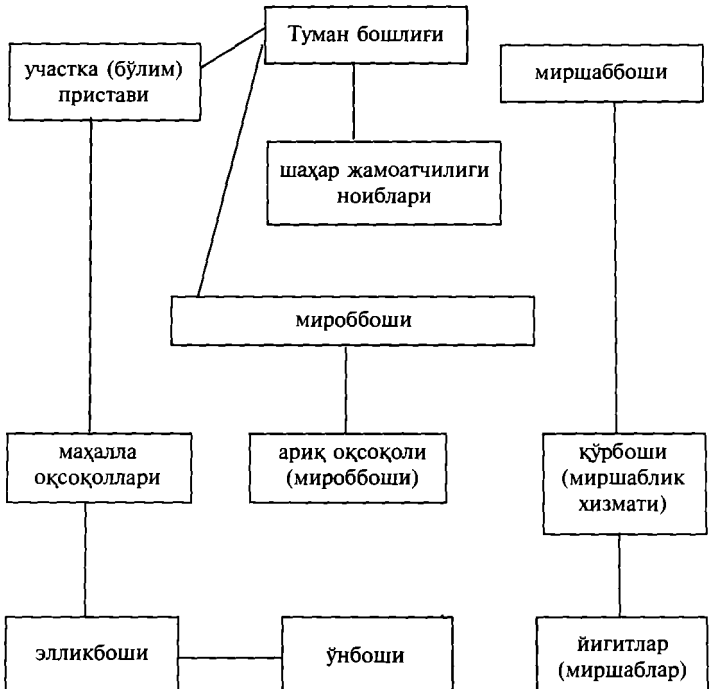 Туман бошлиғи
участка (бўлим)
пристави
миршаббоши
шаҳар жамоатчилиги
ноиблари
мироббоши
маҳалла
оқсоқоллари
ариқ оқсоқоли
(мироббоши)
қўрбоши
(миршаблик
хизмати)
элликбоши
ўнбоши
йигитлар
(миршаблар)